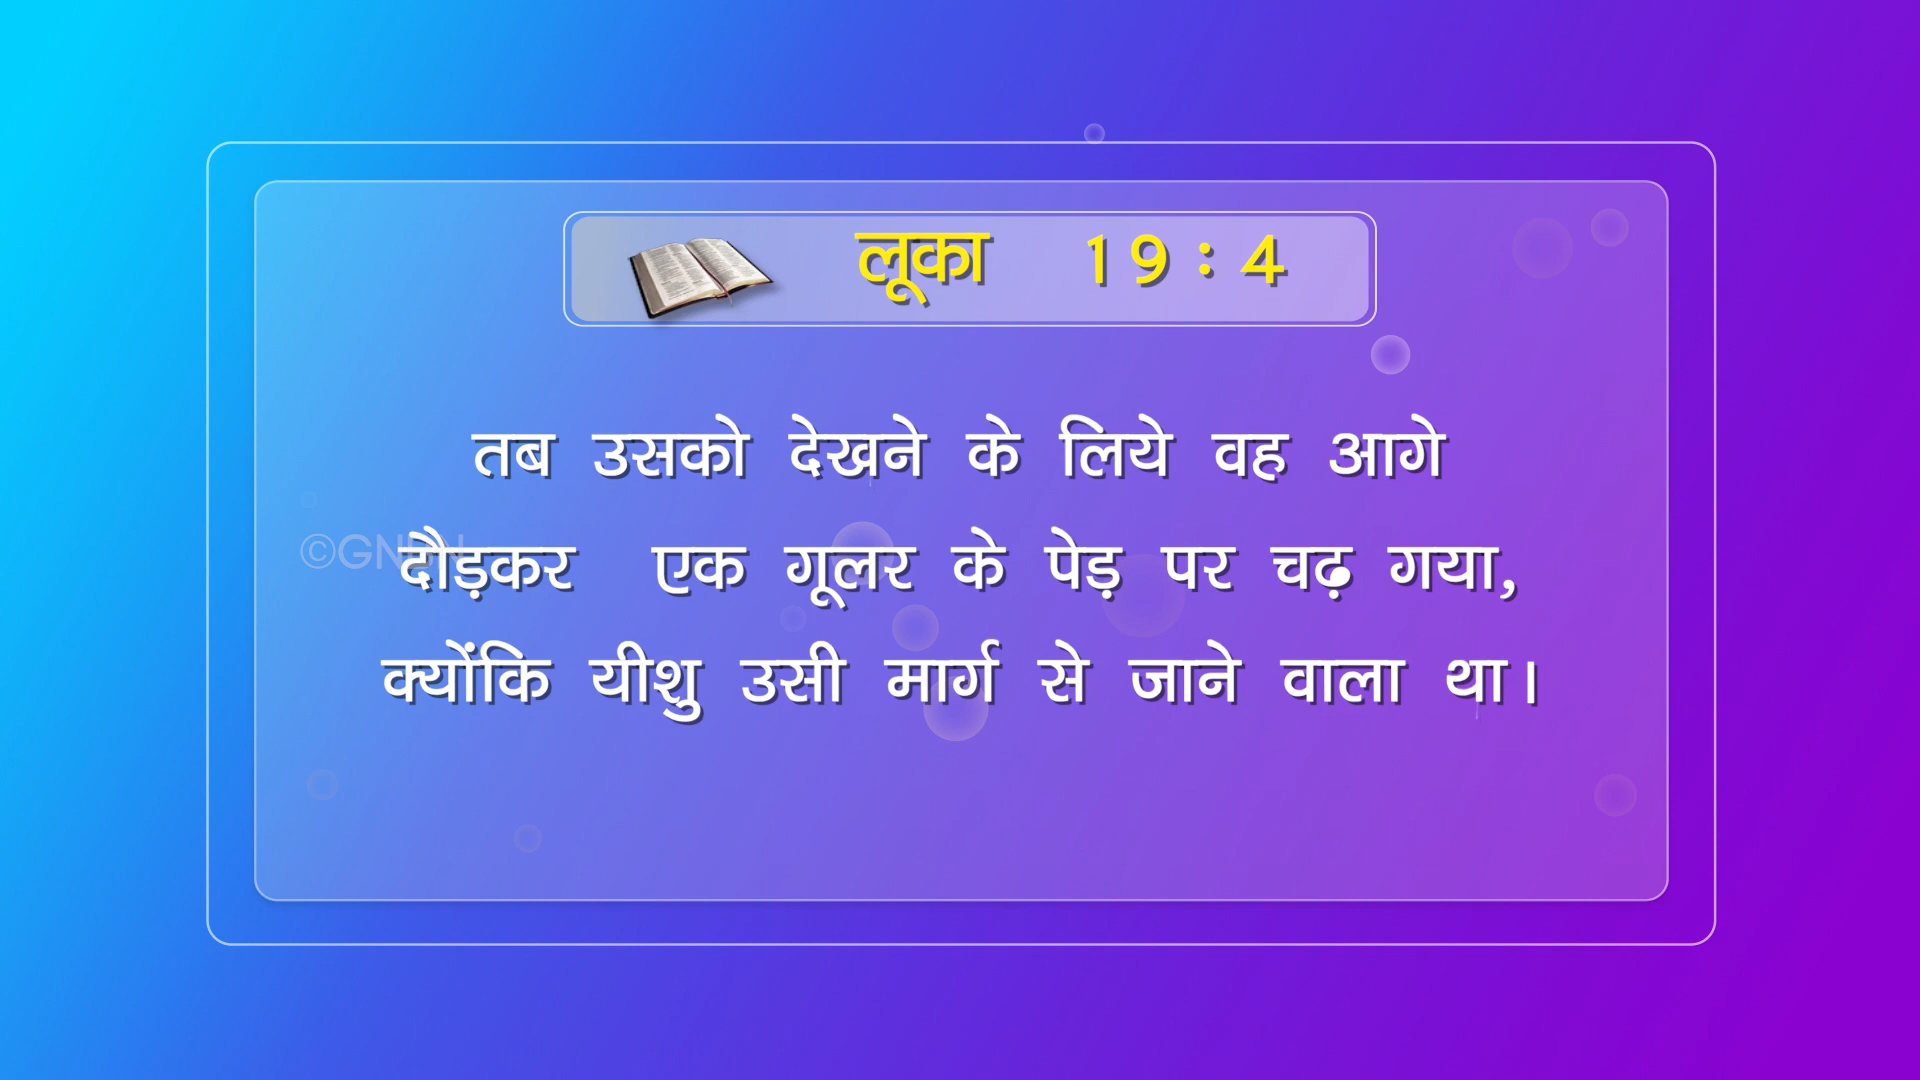 लूका 19 : 4
तब उसको देखने के लिये वह आगे
दौड़कर एक गूलर के पेड़ पर चढ़ गया,
क्योंकि यीशु उसी मार्ग से जाने वाला था।